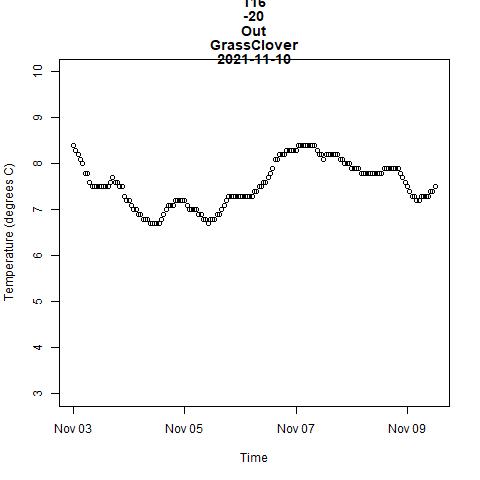 T16
-20
Out
GrassClover
2021-11-10
Temperature (degrees C)
10
9
8
7
6
5
4
3
Nov 03 Nov 05 Nov 07 Nov 09
Time